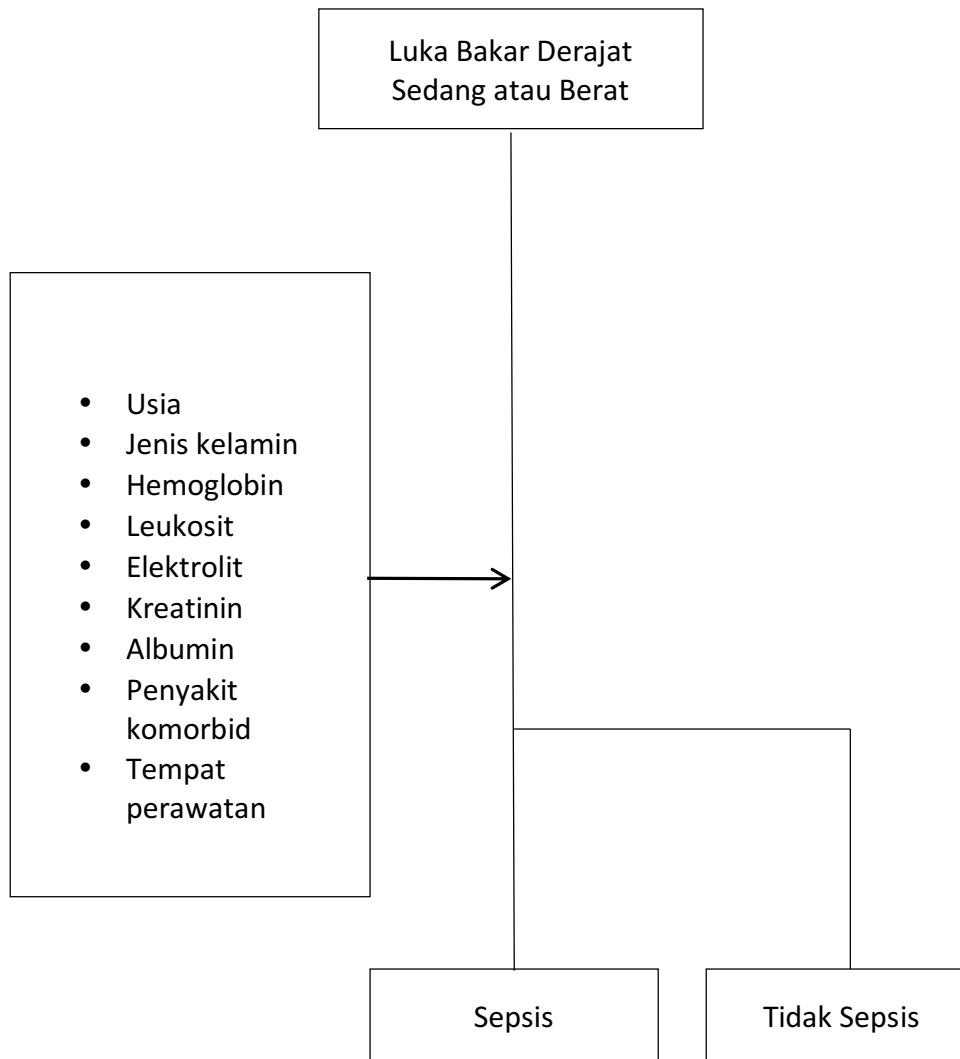 Luka Bakar Derajat
Sedang atau Berat
• Usia
• Jenis kelamin
• Hemoglobin
• Leukosit
• Elektrolit
• Kreatinin
• Albumin
• Penyakit
komorbid
• Tempat
perawatan
Sepsis
Tidak Sepsis